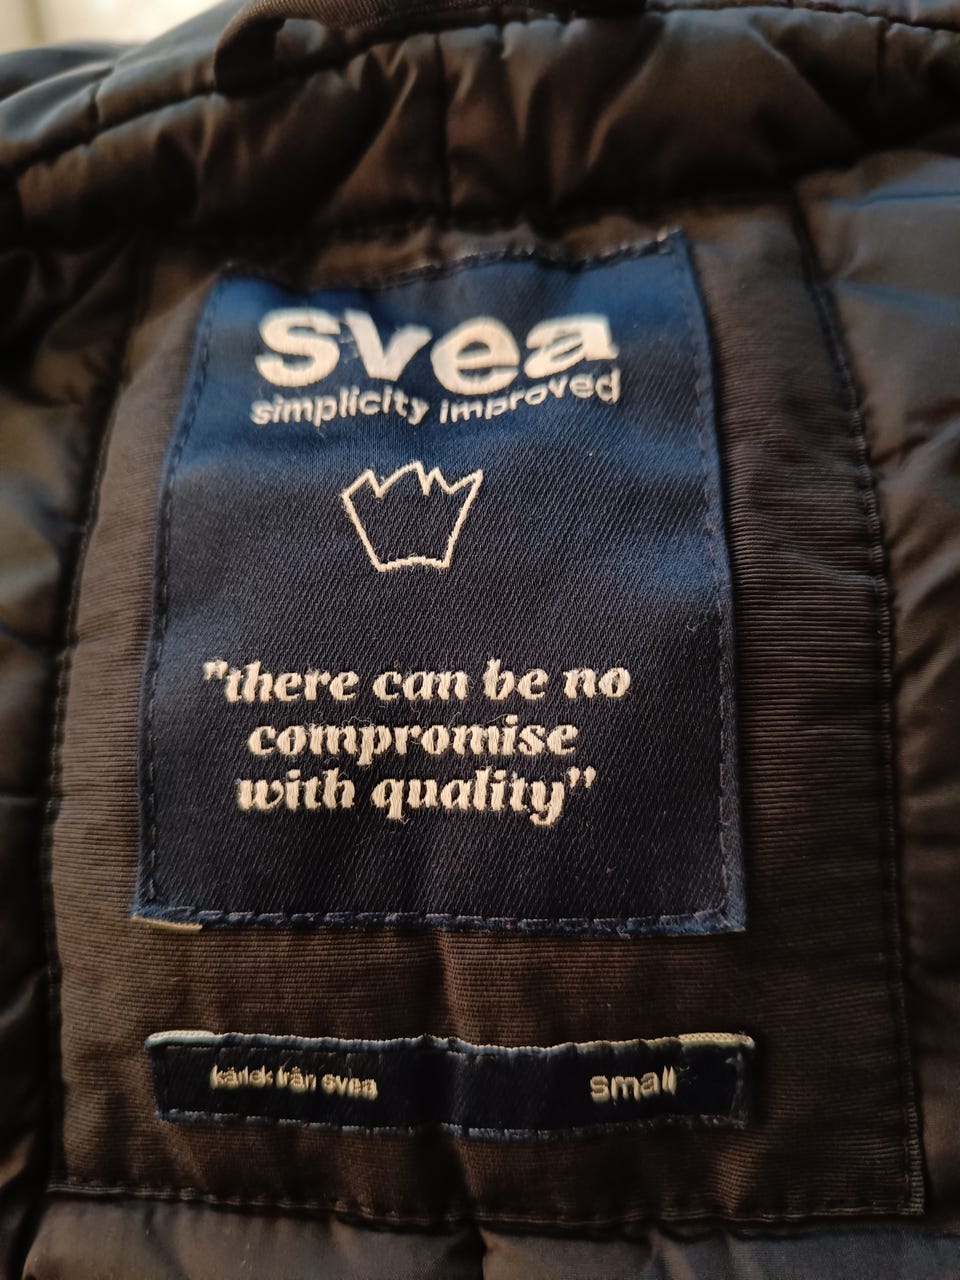 svea
simplicity improved
"there can be no
compromise
with quality"
kärlek från svea
small